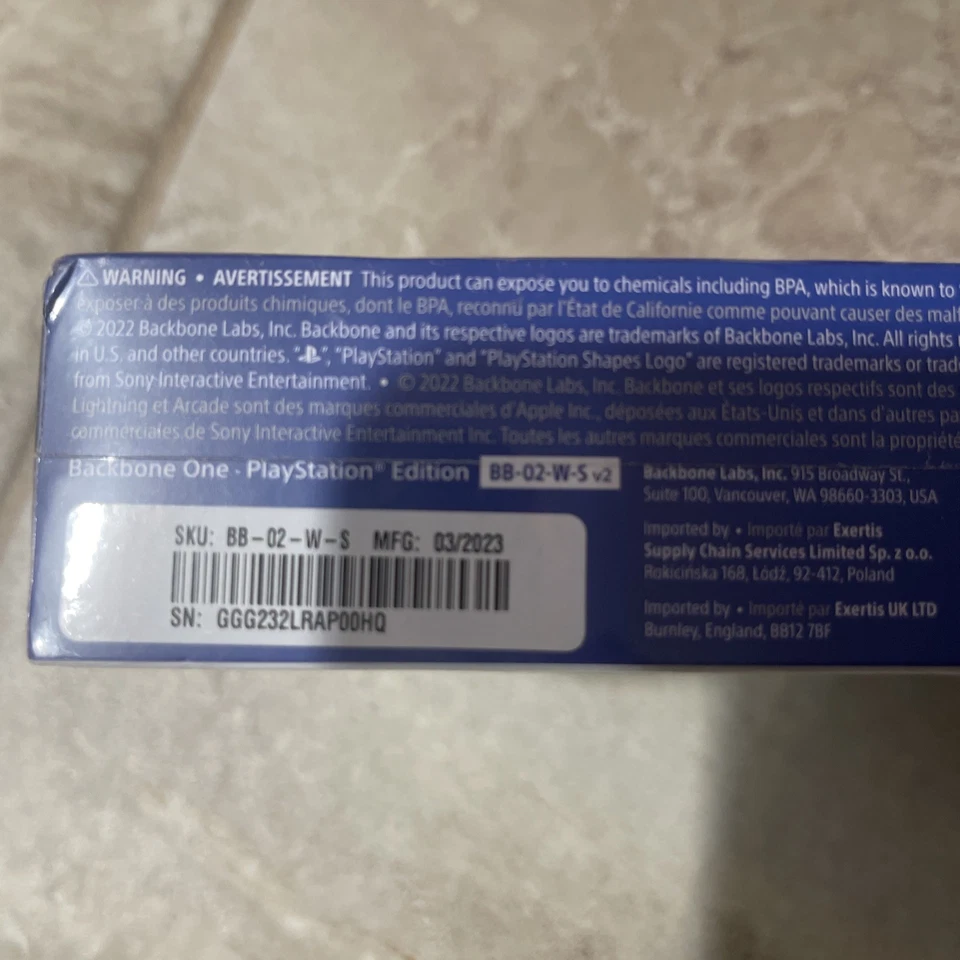 ⚠ WARNING • AVERTISSEMENT This product can expose you to chemicals including BPA, which is known to
exposer à des produits chimiques, dont le BPA, reconnu par l'État de Californie comme pouvant causer des
© 2022 Backbone Labs, Inc. Backbone and its respective logos are trademarks of Backbone Labs, Inc. All rights
in U.S. and other countries. "PS", "PlayStation" and "PlayStation Shapes Logo" are registered trademarks or
from Sony Interactive Entertainment. • © 2022 Backbone Labs, Inc. Backbone et ses logos respectifs sont des
Lightning et Arcade sont des marques commerciales d'Apple Inc., déposées aux États-Unis et dans d'autres
commerciales de Sony Interactive Entertainment Inc. Toutes les autres marques commerciales sont la propriété
Backbone One - PlayStation® Edition BB-02-W-S v2
SKU: BB-02-W-S MFG: 03/2023
SN: GGG232LRAP00HQ
Backbone Labs, Inc. 915 Broadway St.,
Suite 100, Vancouver, WA 98660-3303, USA
Imported by • Importé par Exertis
Supply Chain Services Limited Sp. z o.o.
Rokicińska 168, Łódź, 92-412, Poland
Imported by • Importé par Exertis UK LTD
Burnley, England, BB12 7BF